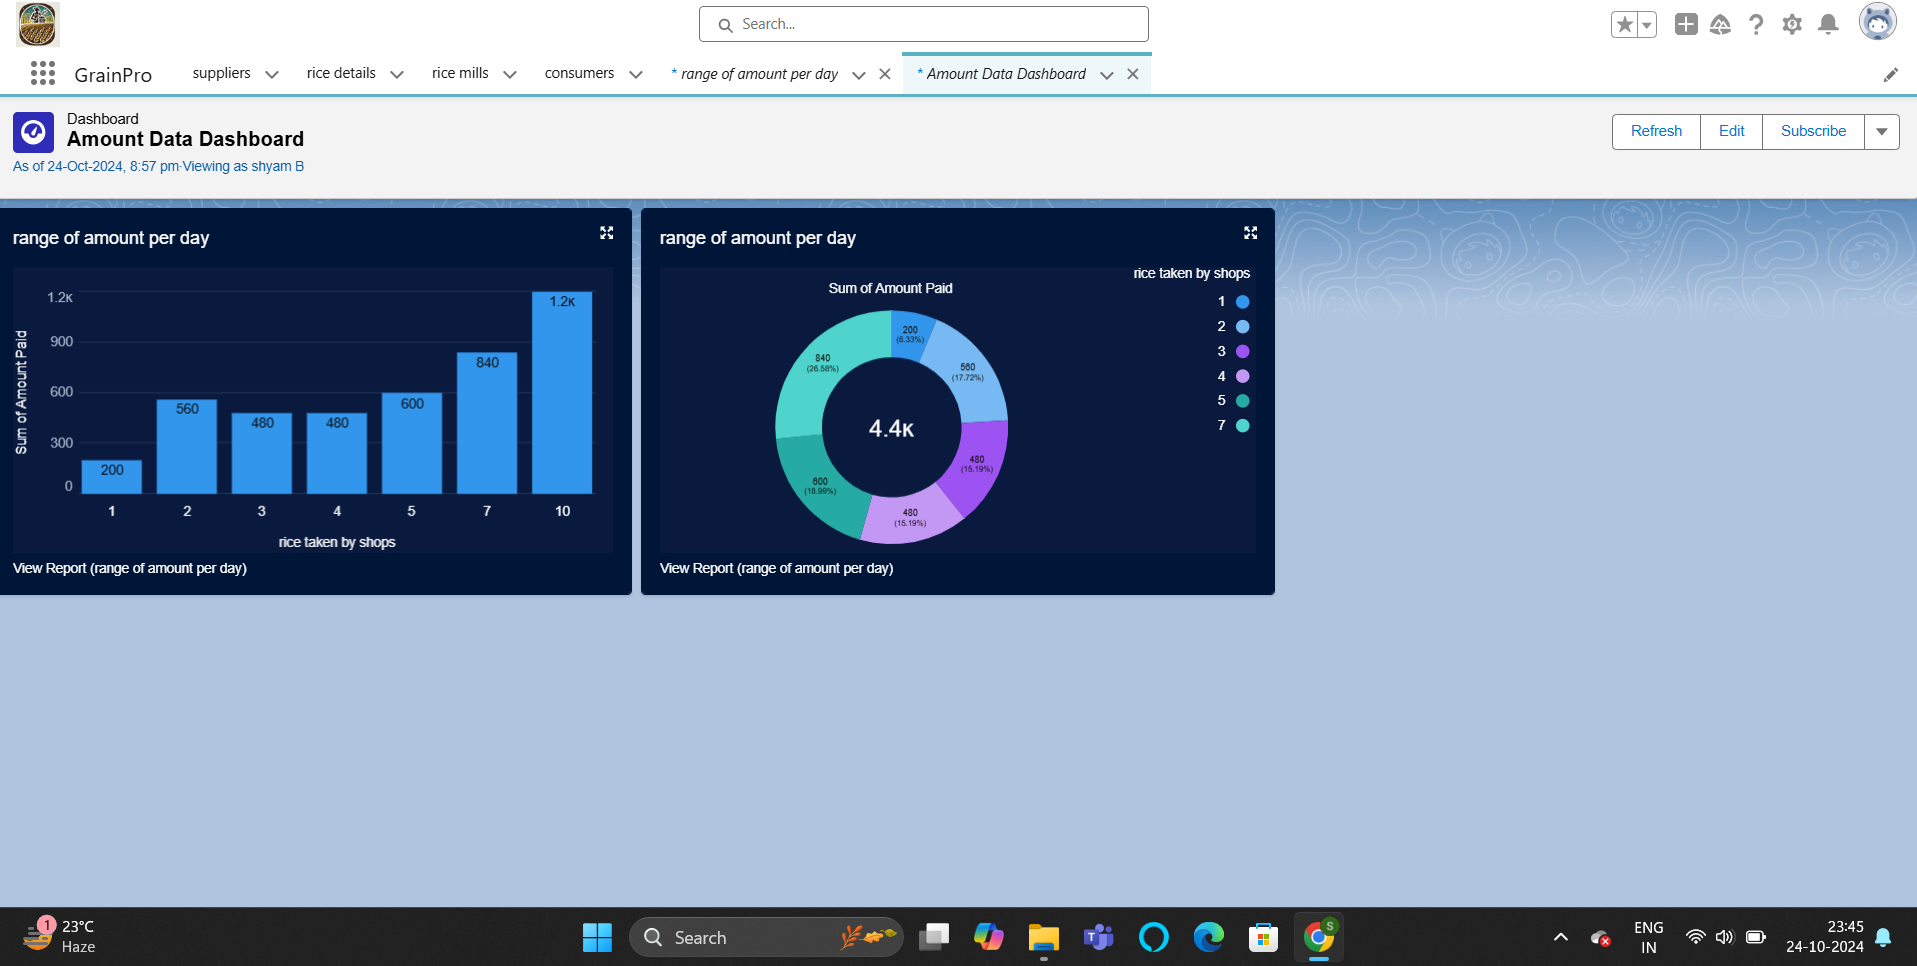 Search...
GrainPro
suppliers
rice details
rice mills
consumers
* range of amount per day
* Amount Data Dashboard
Dashboard
Amount Data Dashboard
As of 24-Oct-2024, 8:57 pm·Viewing as shyam B
Refresh
Edit
Subscribe
range of amount per day
Sum of Amount Paid
1.2K
900
600
300
0
200
560
480
480
600
840
1.2K
1 2 3 4 5 7 10
rice taken by shops
View Report (range of amount per day)
range of amount per day
Sum of Amount Paid
rice taken by shops
1
2
3
4
5
7
200
(6.33%)
560
(17.72%)
480
(15.19%)
480
(15.19%)
600
(18.99%)
840
(26.58%)
4.4K
View Report (range of amount per day)
1
23°C
Haze
Search
T
S
ENG
IN
23:45
24-10-2024